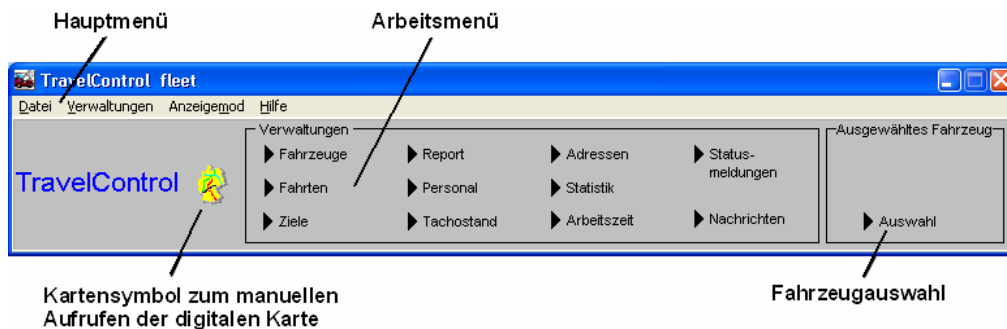 Hauptmenü
Arbeitsmenü
TravelControl fleet
Datei Verwaltungen Anzeigemod Hilfe
Verwaltungen
Ausgewähltes Fahrzeug
Fahrzeuge
Report
Adressen
Status-
meldungen
TravelControl
Fahrten
Personal
Statistik
Ziele
Tachostand
Arbeitszeit
Nachrichten
Auswahl
Kartensymbol zum manuellen
Aufrufen der digitalen Karte
Fahrzeugauswahl